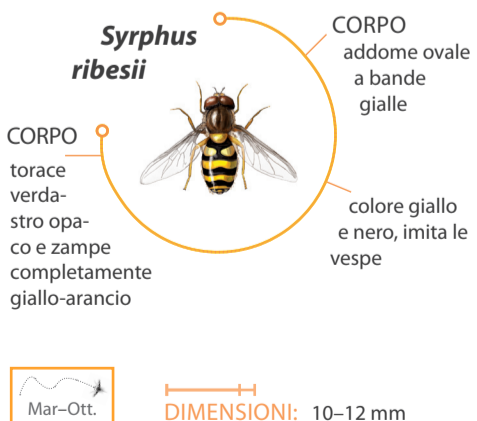 Syrphus
ribesii
CORPO
addome ovale
a bande
gialle
CORPO
torace
verda-
stro opa-
co e zampe
completamente
giallo-arancio
colore giallo
e nero, imita le
vespe
Mar–Ott.
DIMENSIONI: 10–12 mm